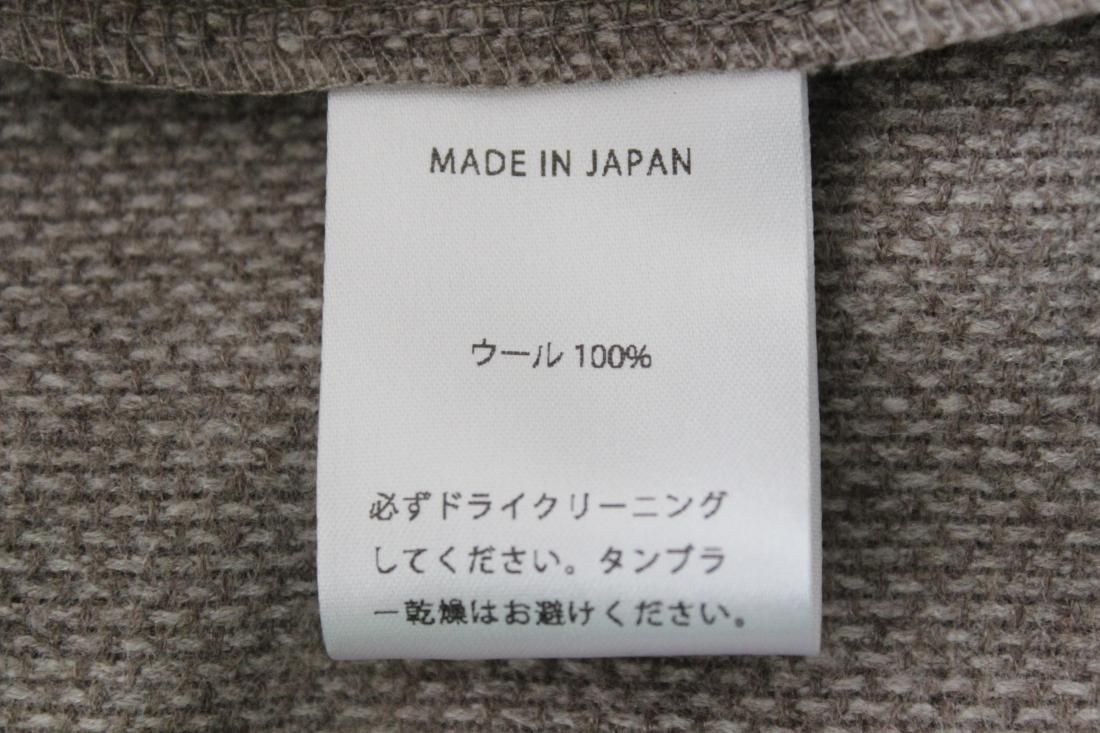 MADE IN JAPAN
ウール 100%
必ずドライクリーニング
してください。タンブラ
ー乾燥はお避けください。